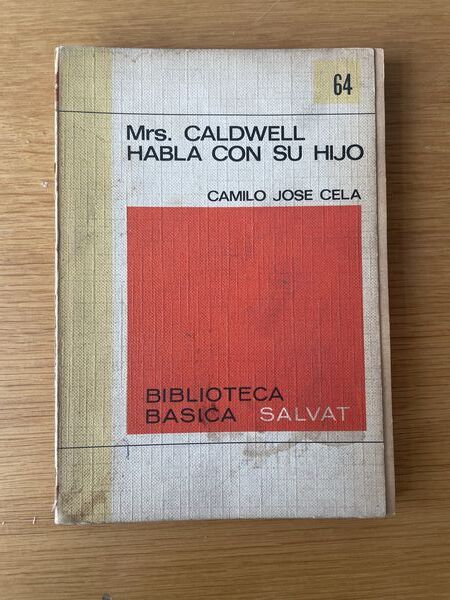 64
Mrs. CALDWELL
HABLA CON SU HIJO
CAMILO JOSE CELA
BIBLIOTECA
BASICA SALVAT